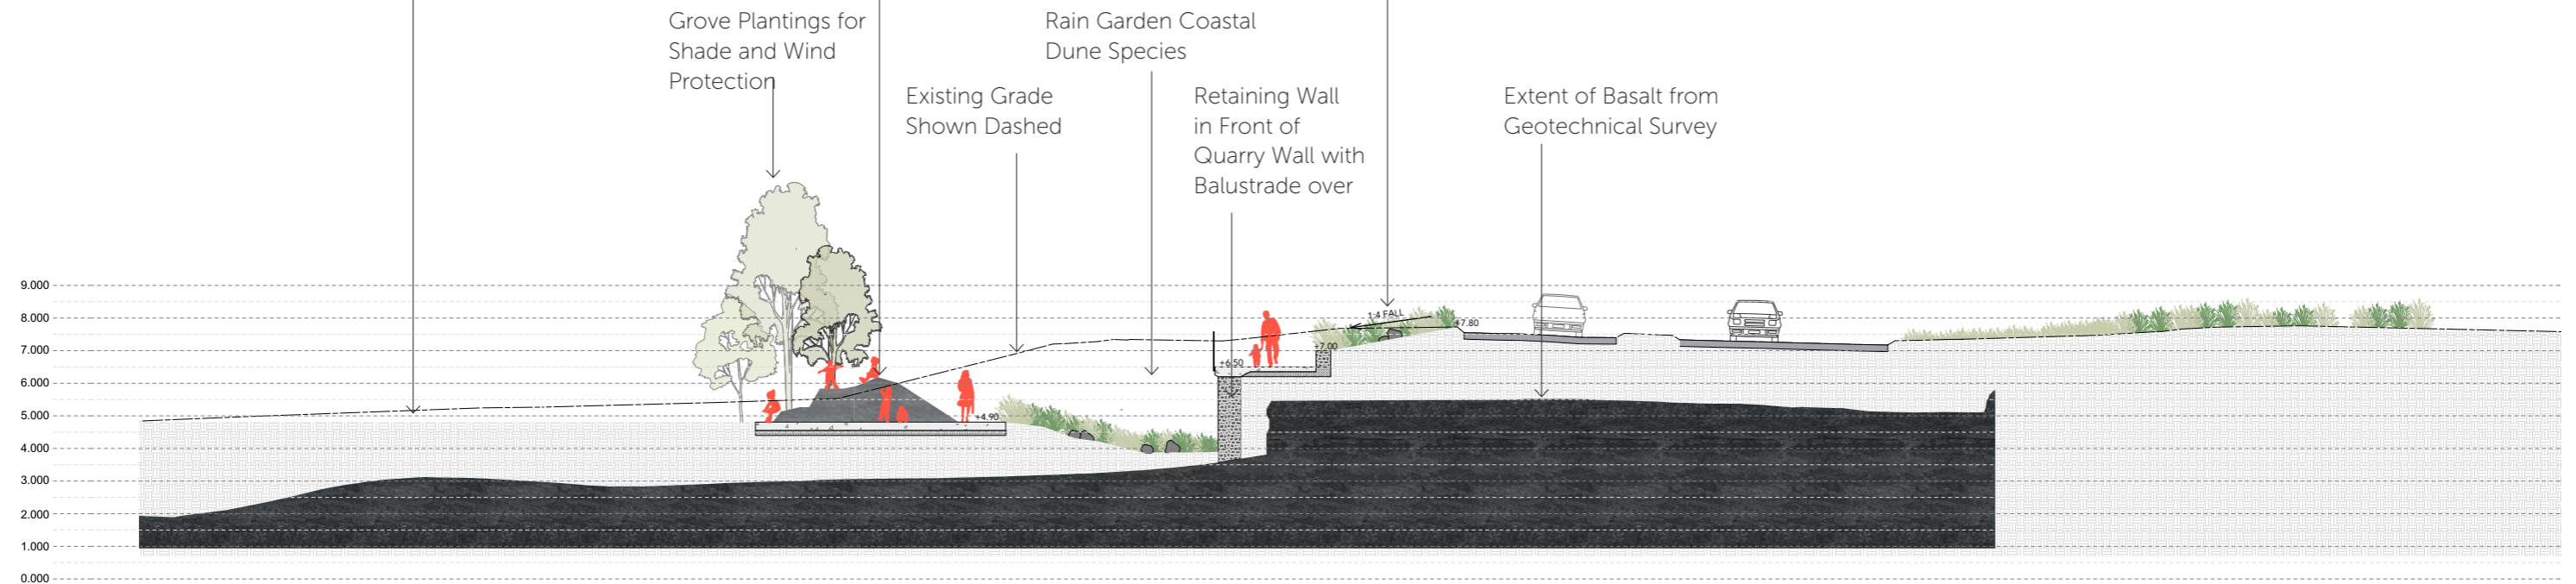 Grove Plantings for
Shade and Wind
Protection
Rain Garden Coastal
Dune Species
Existing Grade
Shown Dashed
Retaining Wall
in Front of
Quarry Wall with
Balustrade over
Extent of Basalt from
Geotechnical Survey
9.000
8.000
7.000
6.000
5.000
4.000
3.000
2.000
1.000
0.000
1:4 FALL
+7.80
+7.00
+6.50
+4.90